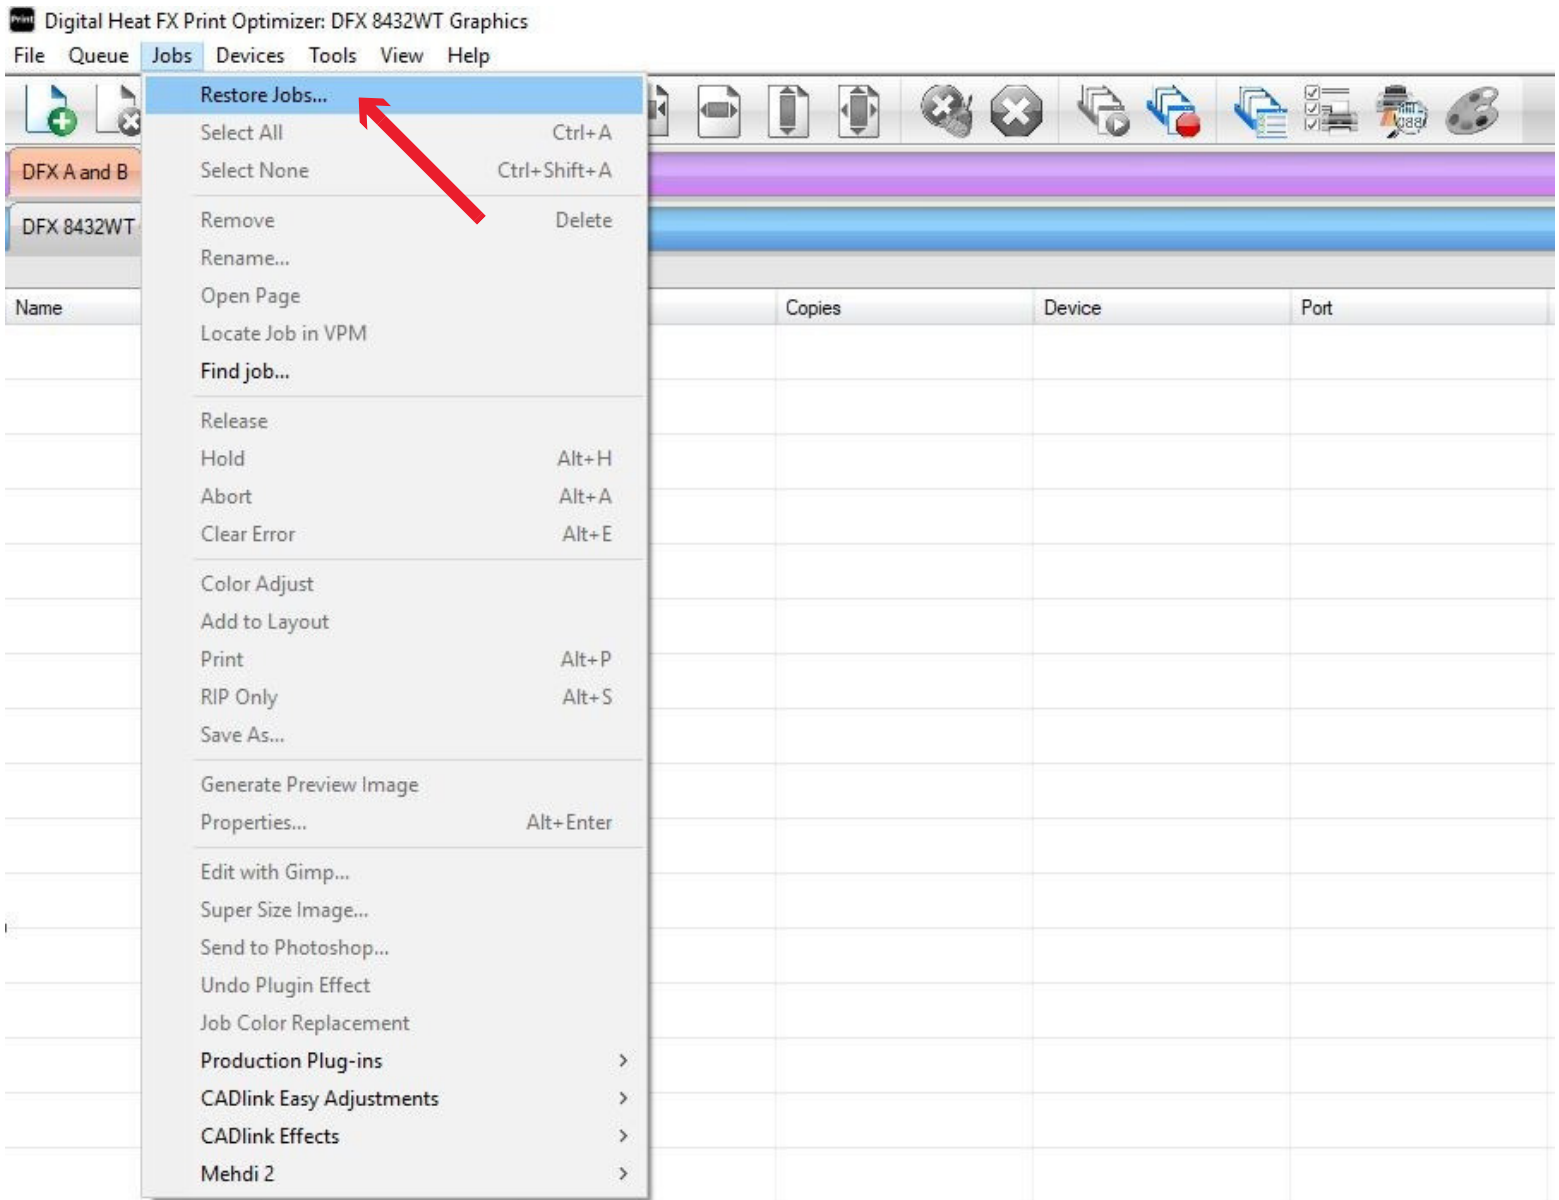 Print Digital Heat FX Print Optimizer: DFX 8432WT Graphics
File Queue Jobs Devices Tools View Help
Restore Jobs...
Select All Ctrl+A
DFX A and B Select None Ctrl+Shift+A
Remove Delete
DFX 8432WT
Rename...
Open Page
Name Copies Device Port
Locate Job in VPM
Find job...
Release
Hold Alt+H
Abort Alt+A
Clear Error Alt+E
Color Adjust
Add to Layout
Print Alt+P
RIP Only Alt+S
Save As...
Generate Preview Image
Properties... Alt+Enter
Edit with Gimp...
Super Size Image...
Send to Photoshop...
Undo Plugin Effect
Job Color Replacement
Production Plug-ins
CADlink Easy Adjustments
CADlink Effects
Mehdi 2